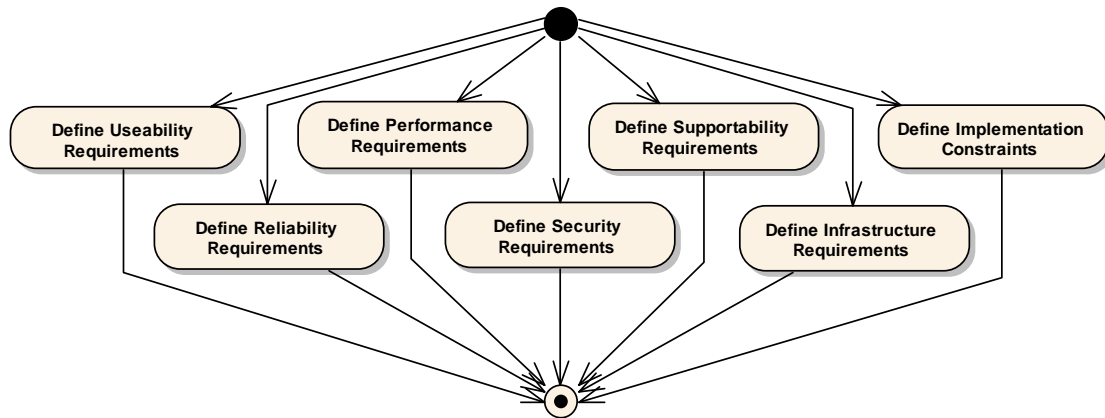 Define Useability
Requirements
Define Performance
Requirements
Define Supportability
Requirements
Define Implementation
Constraints
Define Reliability
Requirements
Define Security
Requirements
Define Infrastructure
Requirements